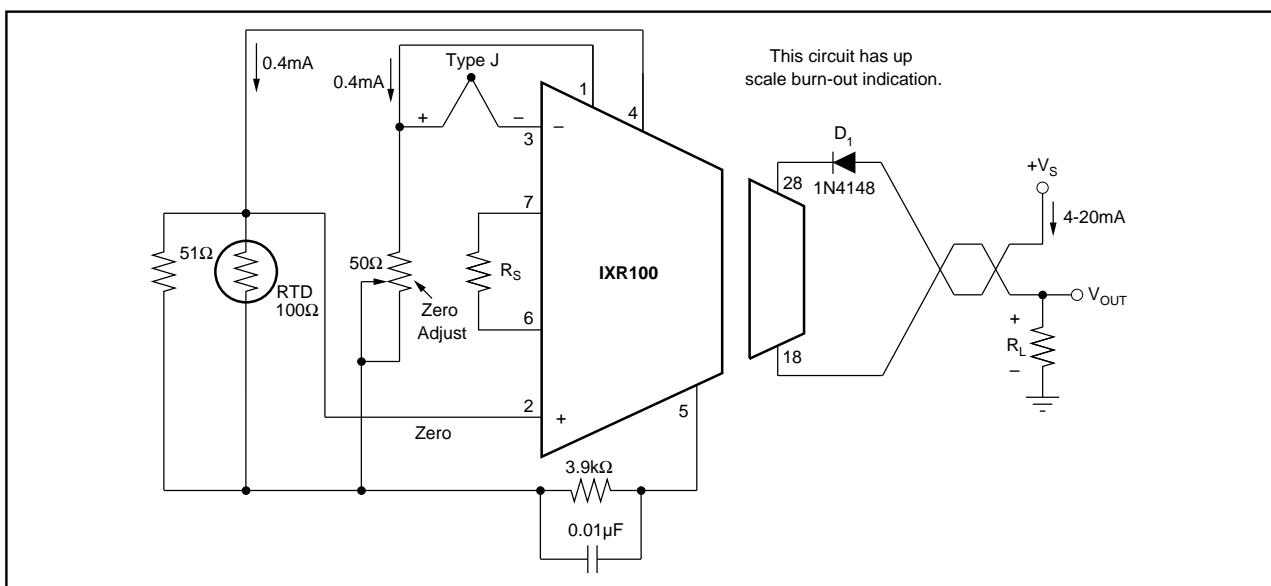 This circuit has up
scale burn-out indication.
0.4mA
0.4mA
Type J
1
4
+
–
–
3
D1
1N4148
28
+VS
4-20mA
7
51Ω
RTD
100Ω
50Ω
Zero
Adjust
RS
6
IXR100
VOUT
+
RL
–
18
2
+
Zero
5
3.9kΩ
0.01µF